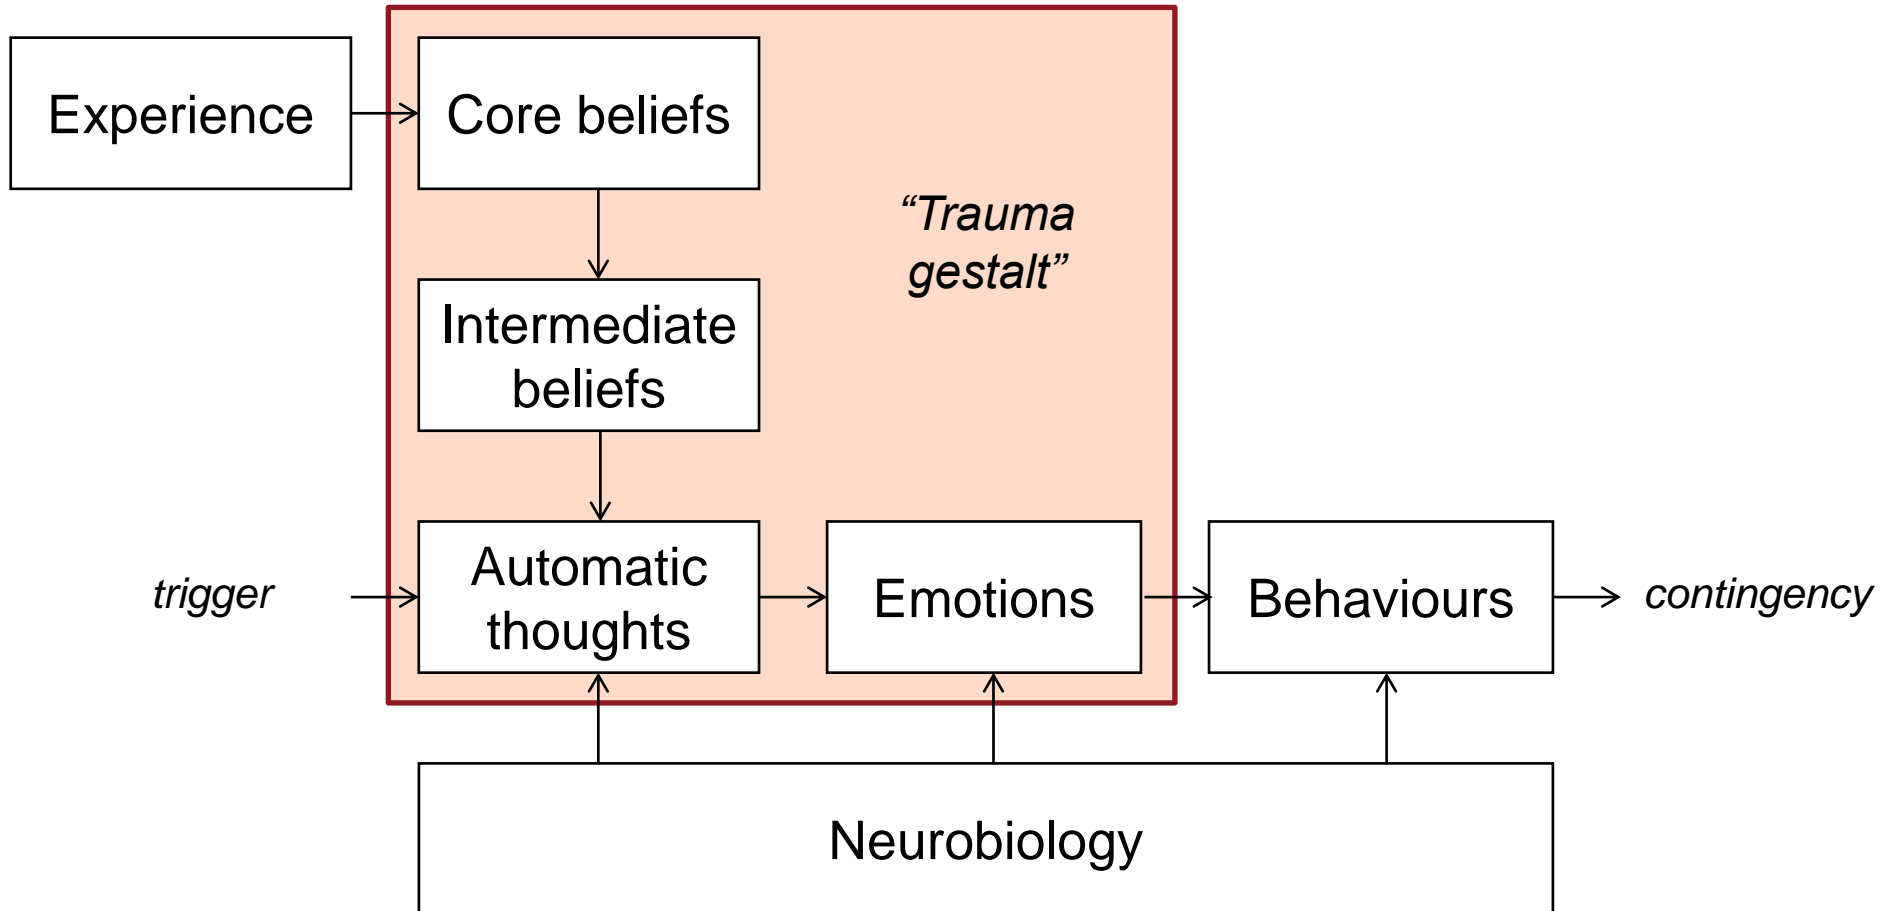 Experience
Core beliefs
“Trauma
gestalt”
Intermediate
beliefs
trigger
Automatic
thoughts
Emotions
Behaviours
contingency
Neurobiology